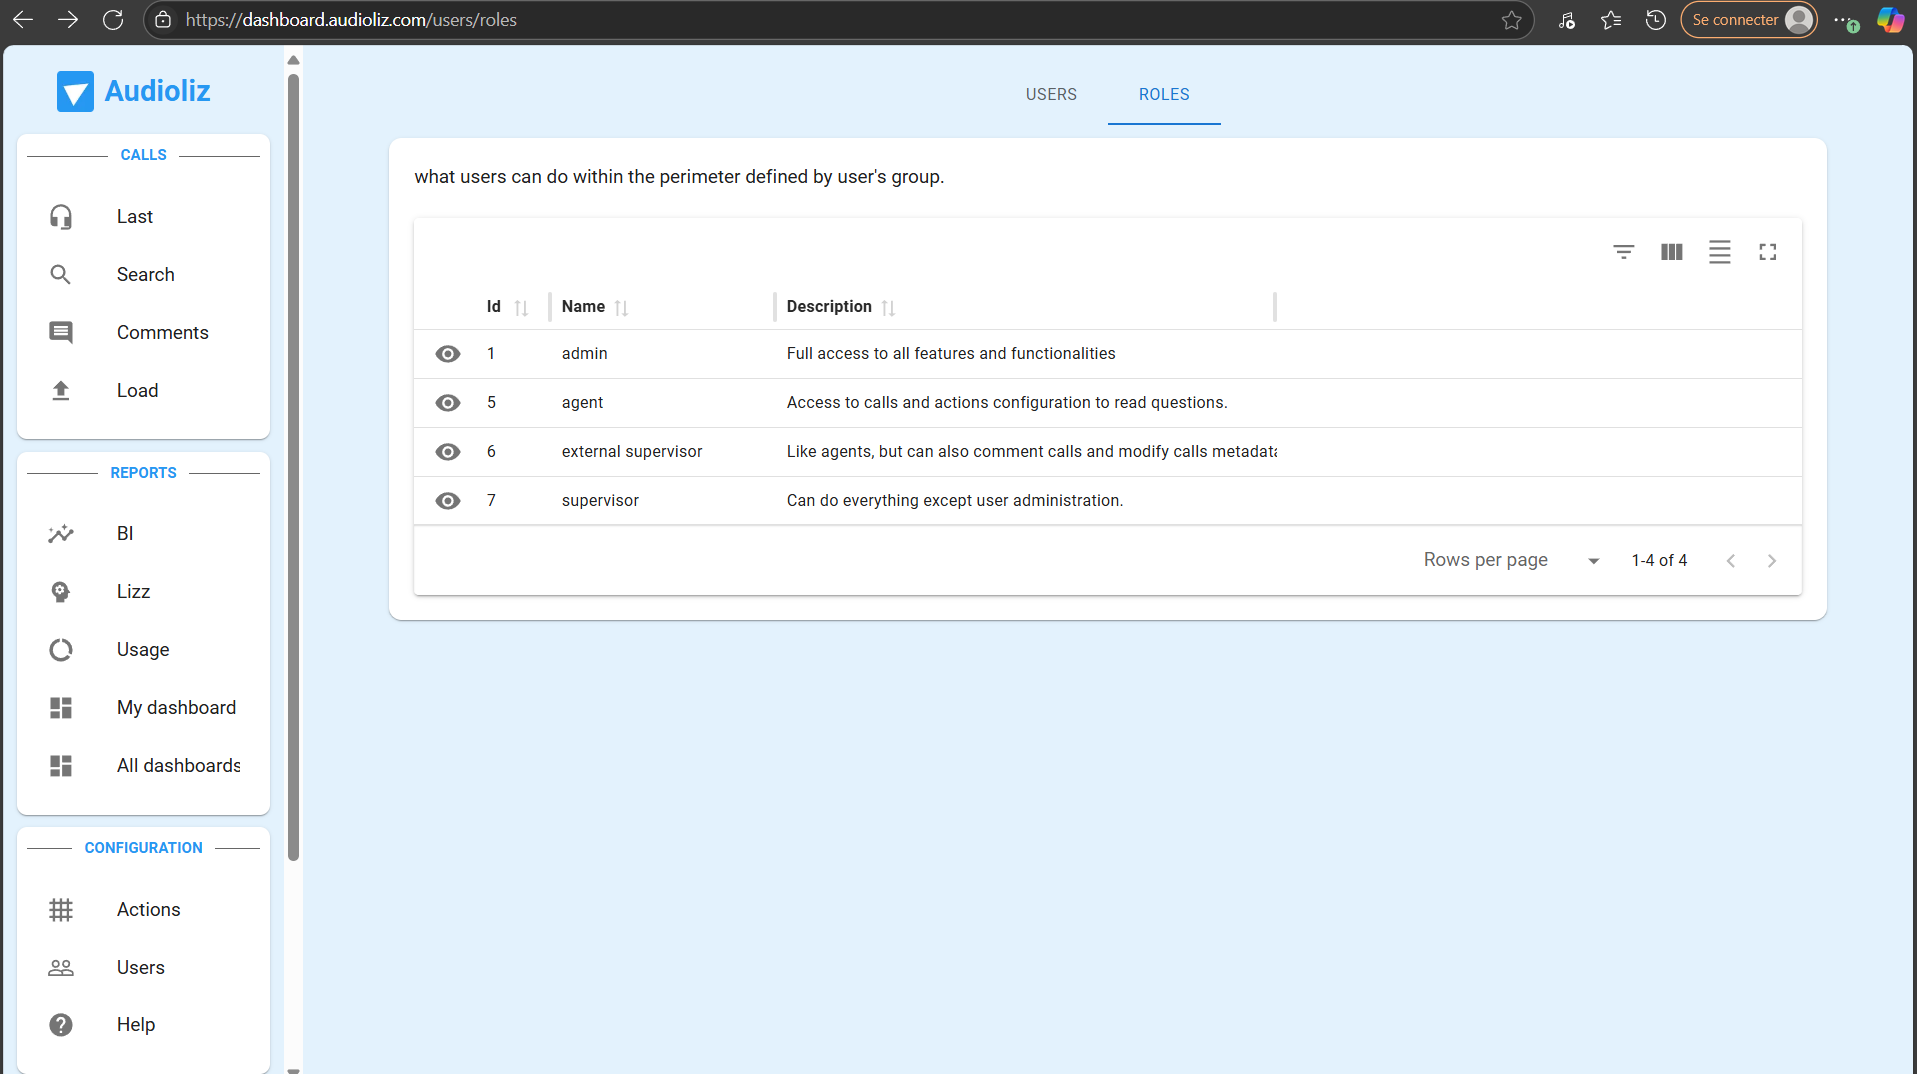 https://dashboard.audioliz.com/users/roles
Se connecter
Audioliz
CALLS
Last
Search
Comments
Load
REPORTS
BI
Lizz
Usage
My dashboard
All dashboards
CONFIGURATION
Actions
Users
Help
USERS ROLES
what users can do within the perimeter defined by user's group.
Id Name Description
1 admin Full access to all features and functionalities
5 agent Access to calls and actions configuration to read questions.
6 external supervisor Like agents, but can also comment calls and modify calls metadata
7 supervisor Can do everything except user administration.
Rows per page 1-4 of 4